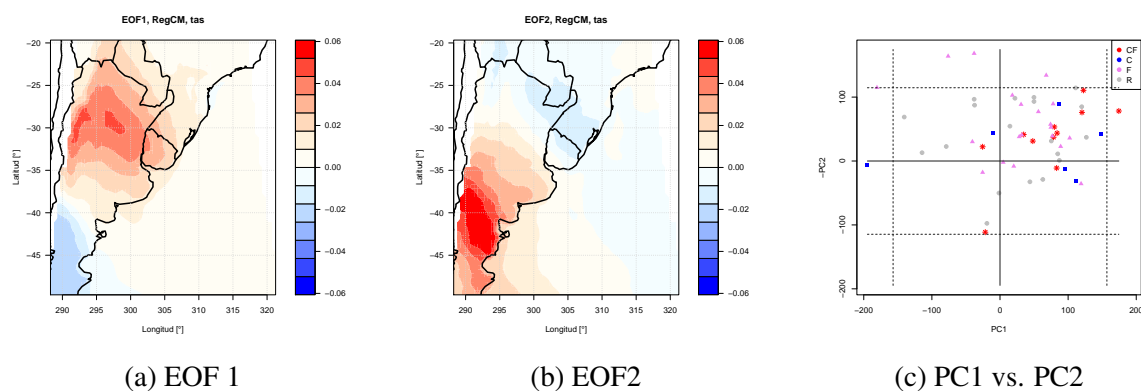 EOF1, RegCM, tas
−20
−25
−30
−35
−40
−45
Latitud [°]
290 295 300 305 310 315 320
Longitud [°]
0.06
0.04
0.02
0.00
−0.02
−0.04
−0.06
(a) EOF 1
EOF2, RegCM, tas
−20
−25
−30
−35
−40
−45
Latitud [°]
290 295 300 305 310 315 320
Longitud [°]
0.06
0.04
0.02
0.00
−0.02
−0.04
−0.06
(b) EOF2
CF
C
F
R
100
0
−100
−200
−PC2
−200 −100 0 100 200
PC1
(c) PC1 vs. PC2